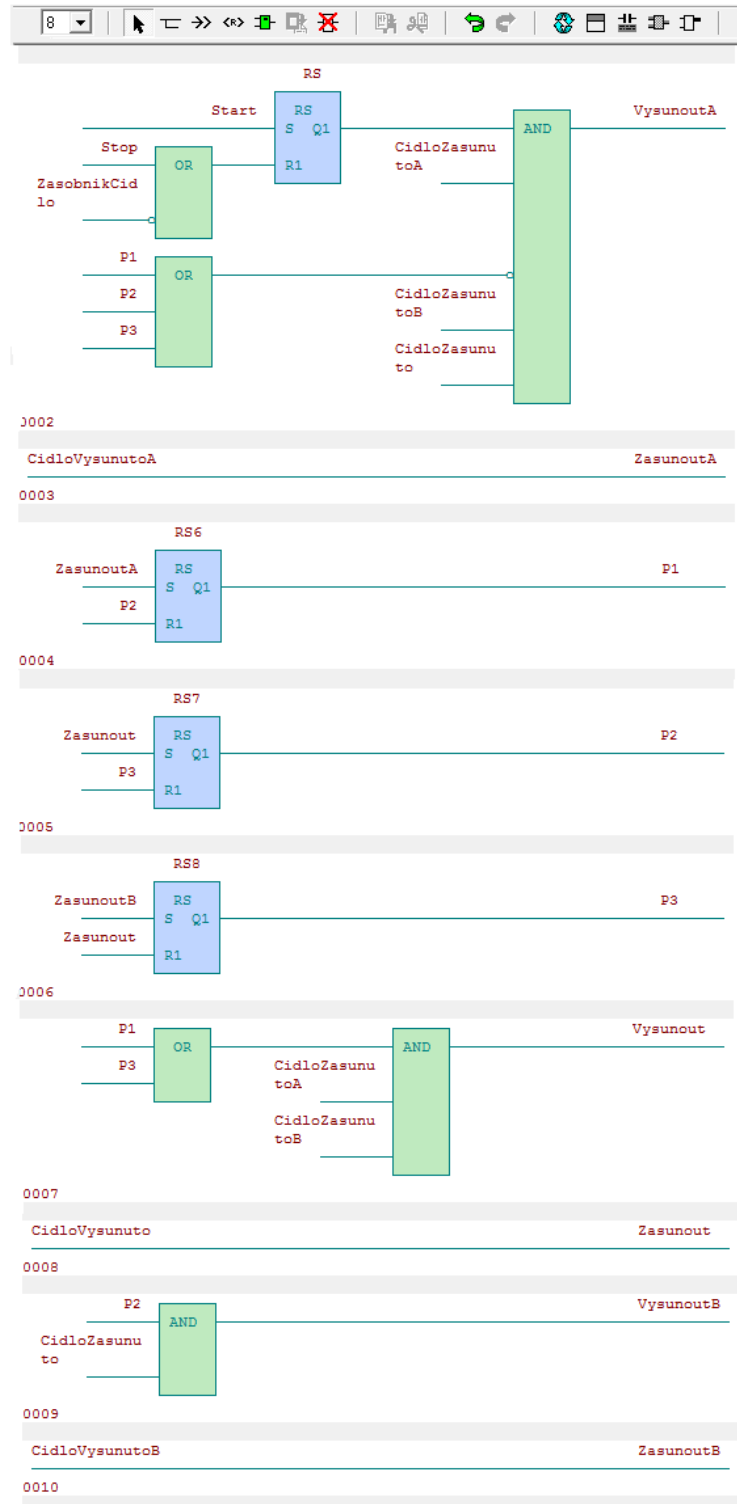 8
RS
Start
RS
S Q1
R1
VysunoutA
AND
Stop
OR
ZasobnikCid
lo
CidloZasunu
toA
P1
OR
P2
P3
CidloZasunu
toB
CidloZasunu
to
0002
CidloVysunutoA ZasunoutA
0003
RS6
ZasunoutA
RS
S Q1
P1
P2
R1
0004
RS7
Zasunout
RS
S Q1
P2
P3
R1
0005
RS8
ZasunoutB
RS
S Q1
P3
Zasunout
R1
0006
P1
OR
AND
Vysunout
P3
CidloZasunu
toA
CidloZasunu
toB
0007
CidloVysunuto Zasunout
0008
P2
AND
VysunoutB
CidloZasunu
to
0009
CidloVysunutoB ZasunoutB
0010